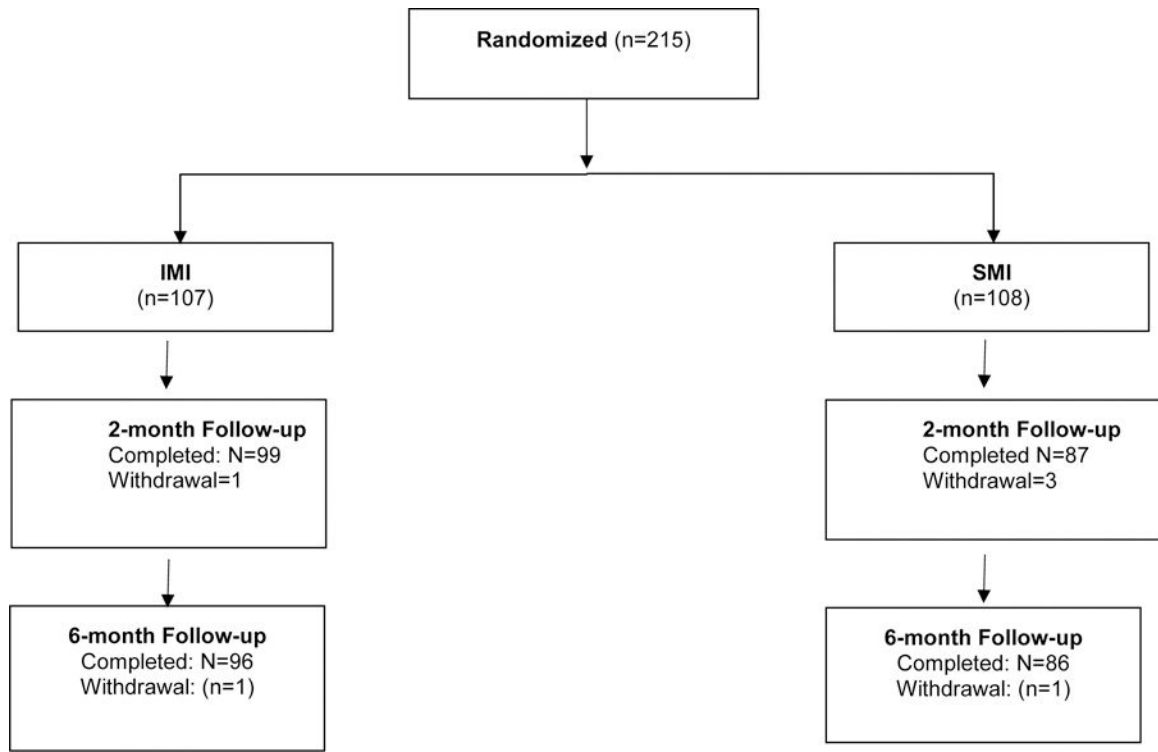 Randomized (n=215)
IMI
(n=107)
SMI
(n=108)
2-month Follow-up
Completed: N=99
Withdrawal=1
2-month Follow-up
Completed N=87
Withdrawal=3
6-month Follow-up
Completed: N=96
Withdrawal: (n=1)
6-month Follow-up
Completed: N=86
Withdrawal: (n=1)